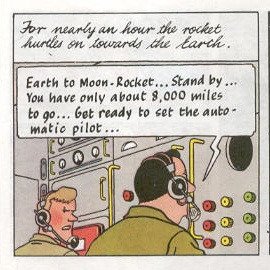 For nearly an hour the rocket
hurtles on towards the Earth.
Earth to Moon-Rocket... Stand by...
You have only about 8,000 miles
to go... Get ready to set the auto-
matic pilot...